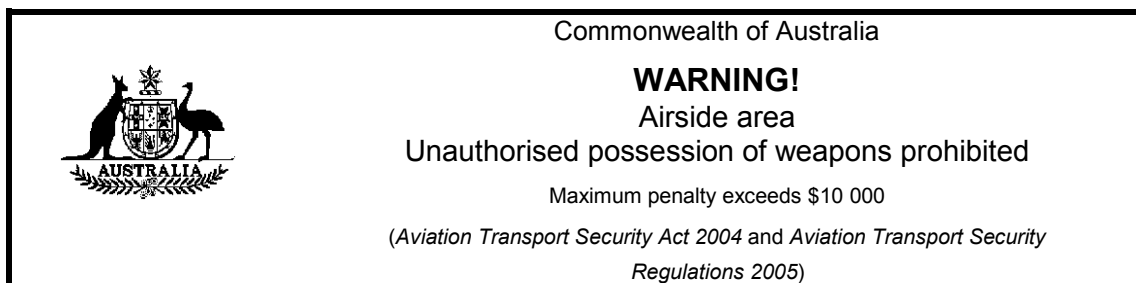 Commonwealth of Australia
WARNING!
Airside area
Unauthorised possession of weapons prohibited
Maximum penalty exceeds $10 000
(Aviation Transport Security Act 2004 and Aviation Transport Security
Regulations 2005)
AUSTRALIA